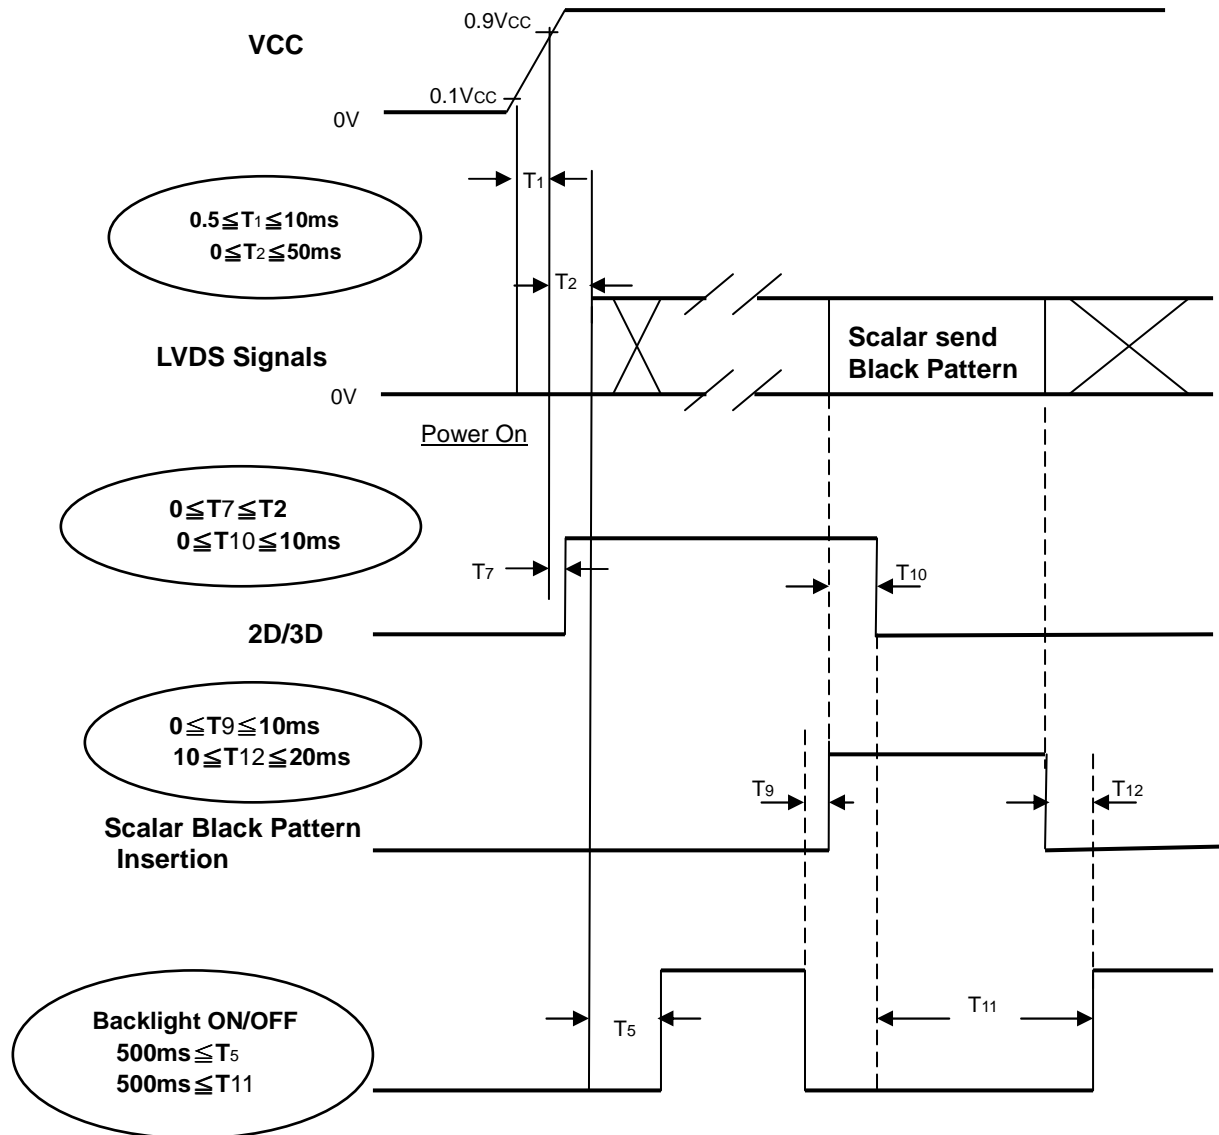 0.9VCC
VCC
0.1VCC
0V
T1
0.5≦T1≦10ms
0≦T2≦50ms
T2
LVDS Signals
Scalar send
Black Pattern
0V
Power On
0≦T7≦T2
0≦T10≦10ms
T7
T10
2D/3D
0≦T9≦10ms
10≦T12≦20ms
T9
T12
Scalar Black Pattern
Insertion
Backlight ON/OFF
500ms≦T5
500ms≦T11
T5
T11